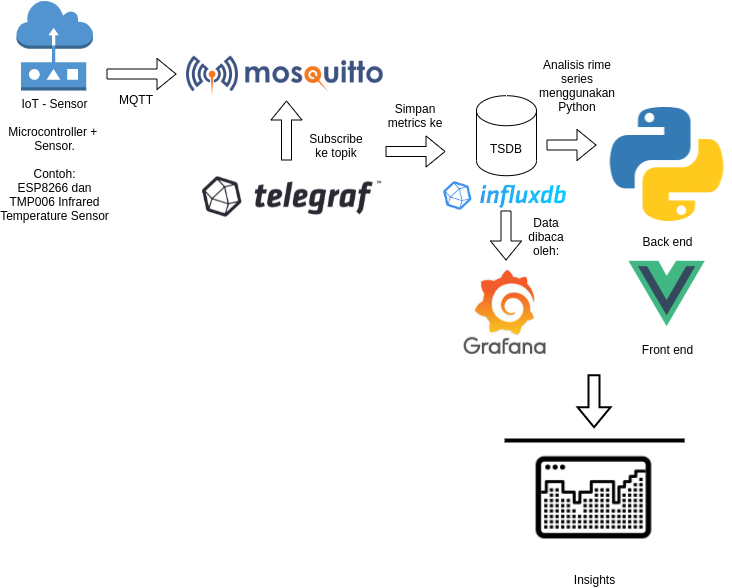 IoT - Sensor
Microcontroller +
Sensor.
Contoh:
ESP8266 dan
TMP006 Infrared
Temperature Sensor
MQTT
mosquitto
Subscribe
ke topik
telegraf™
Simpan
metrics ke
TSDB
influxdb
Analisis rime
series
menggunakan
Python
Back end
Data
dibaca
oleh:
Grafana
Front end
Insights